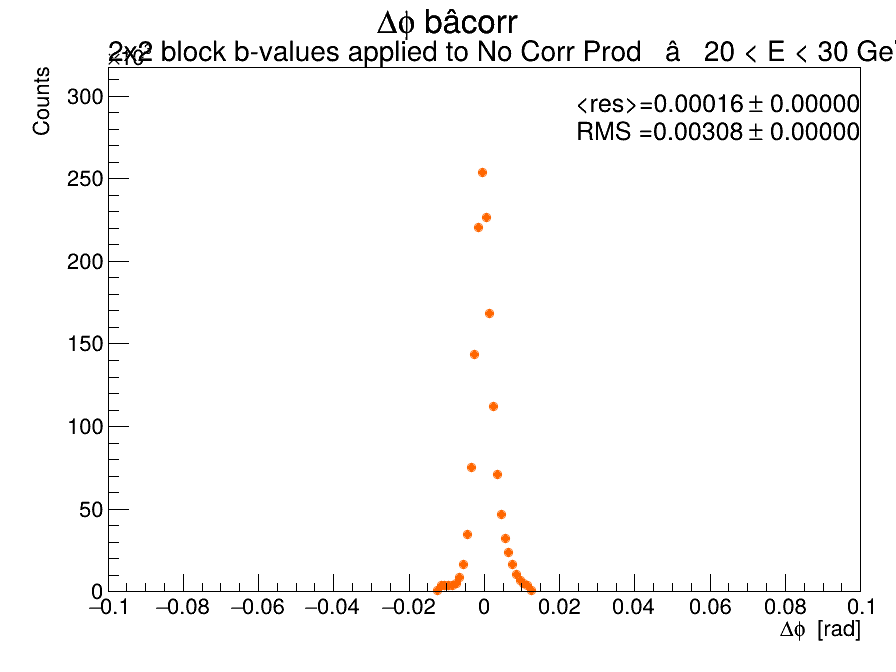 Δϕ bâcorr
2x2 block b-values applied to No Corr Prod â 20 < E < 30 GeV
Counts
<res>=0.00016 ± 0.00000
RMS =0.00308 ± 0.00000
300
250
200
150
100
50
0
−0.1 −0.08 −0.06 −0.04 −0.02 0 0.02 0.04 0.06 0.08 0.1
Δϕ [rad]